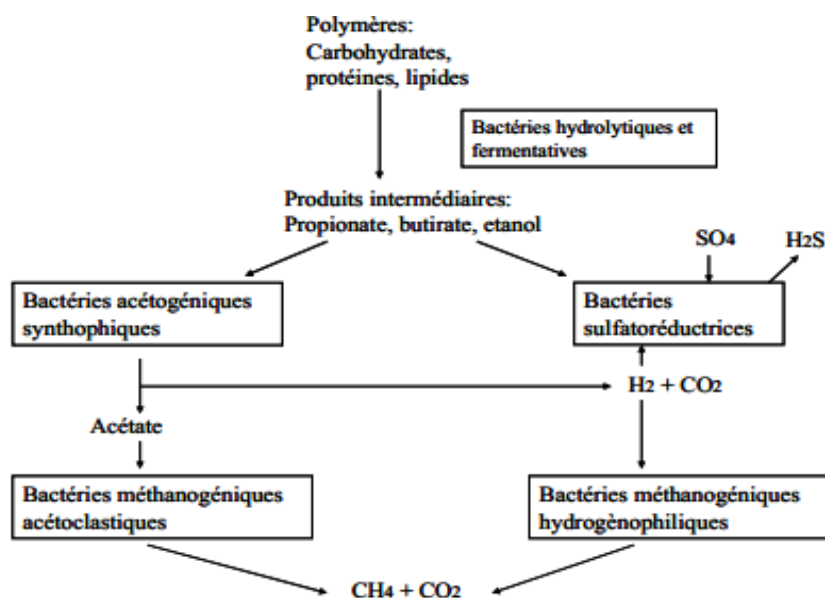 Polymères:
Carbohydrates,
protéines, lipides
Bactéries hydrolytiques et
fermentatives
Produits intermédiaires:
Propionate, butirate, etanol
SO4
H2S
Bactéries acétogéniques
synthophiques
Bactéries
sulfatoréductrices
H2 + CO2
Acétate
Bactéries méthanogéniques
acétoclastiques
Bactéries méthanogéniques
hydrogènophiliques
CH4 + CO2